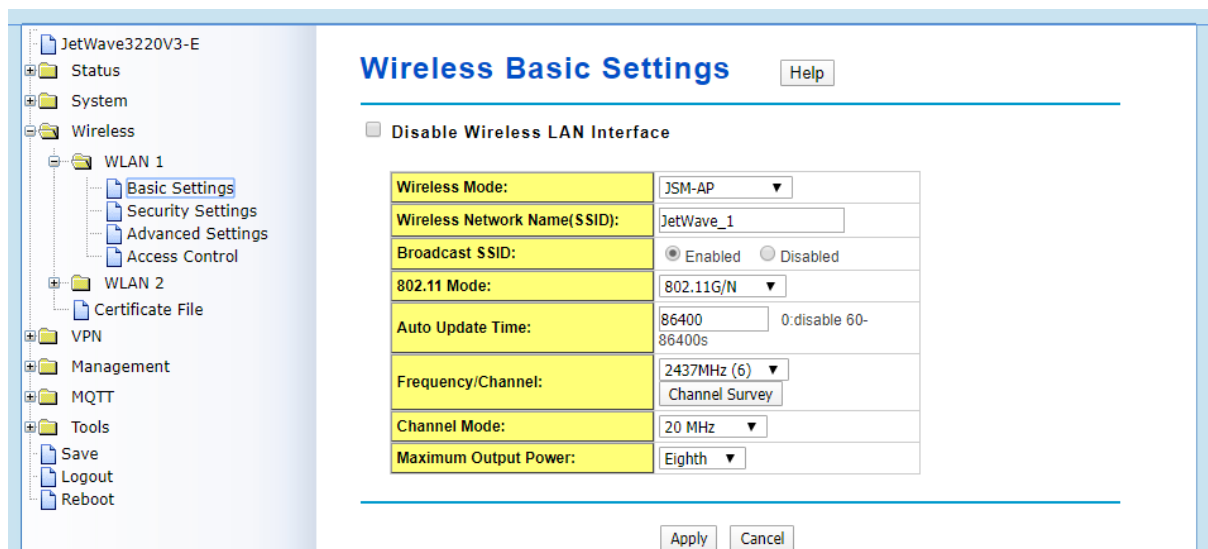 JetWave3220V3-E
Status
System
Wireless
WLAN 1
Basic Settings
Security Settings
Advanced Settings
Access Control
WLAN 2
Certificate File
VPN
Management
MQTT
Tools
Save
Logout
Reboot
Wireless Basic Settings Help
Disable Wireless LAN Interface
Wireless Mode: JSM-AP
Wireless Network Name(SSID): JetWave_1
Broadcast SSID: Enabled Disabled
802.11 Mode: 802.11G/N
Auto Update Time: 86400 0:disable 60-
86400s
Frequency/Channel: 2437MHz (6)
Channel Survey
Channel Mode: 20 MHz
Maximum Output Power: Eighth
Apply Cancel